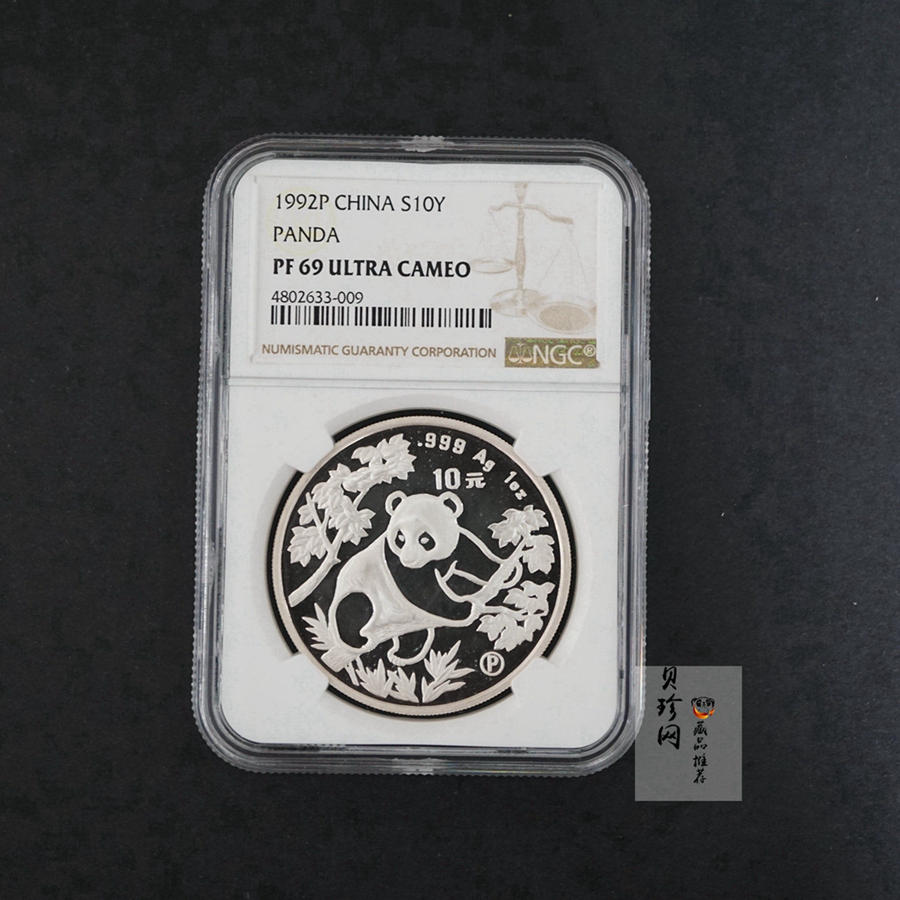 1992P CHINA S10Y
PANDA
PF 69 ULTRA CAMEO
4802633-009
NUMISMATIC GUARANTY CORPORATION
NGC®
.999 Ag 1oz
10元
P
贝珍网
藏品推荐